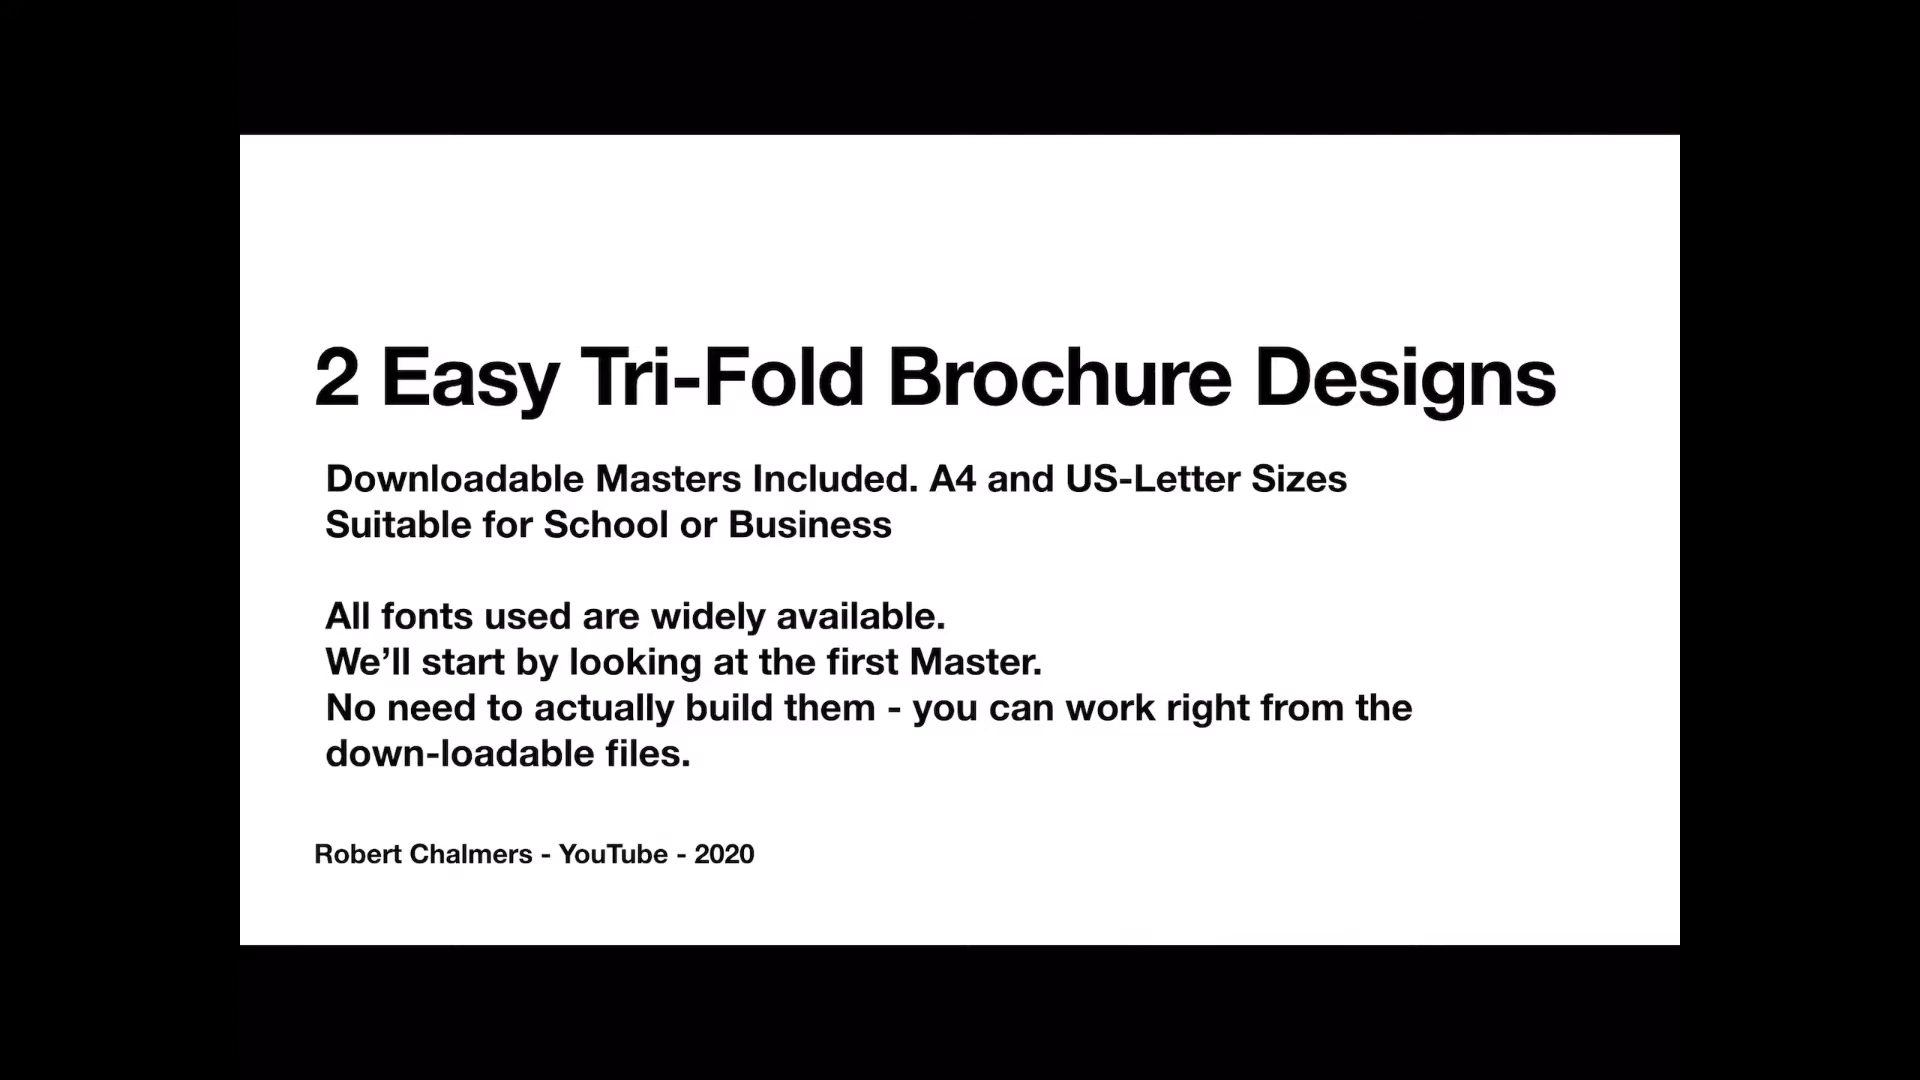 2 Easy Tri-Fold Brochure Designs
Downloadable Masters Included. A4 and US-Letter Sizes
Suitable for School or Business
All fonts used are widely available.
We’ll start by looking at the first Master.
No need to actually build them - you can work right from the
down-loadable files.
Robert Chalmers - YouTube - 2020